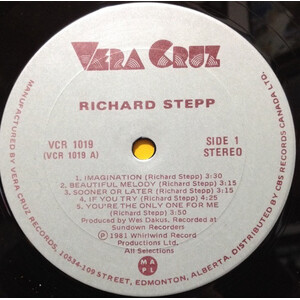 VERA CRUZ
RICHARD STEPP
VCR 1019
(VCR 1019 A)
SIDE 1
STEREO
1. IMAGINATION (Richard Stepp) 3:30
2. BEAUTIFUL MELODY (Richard Stepp) 3:15
3. SOONER OR LATER (Richard Stepp) 3:15
4. IF YOU TRY (Richard Stepp) 4:25
5. YOU'RE THE ONLY ONE FOR ME
(Richard Stepp) 3:50
Produced by Wes Dakus, Recorded at
Sundown Recorders
℗ 1981 Whirlwind Record
Productions Ltd.
All Selections
M A
P L
MANUFACTURED BY VERA CRUZ RECORDS, 10534-109 STREET, EDMONTON, ALBERTA. DISTRIBUTED BY CBS RECORDS CANADA LTD.